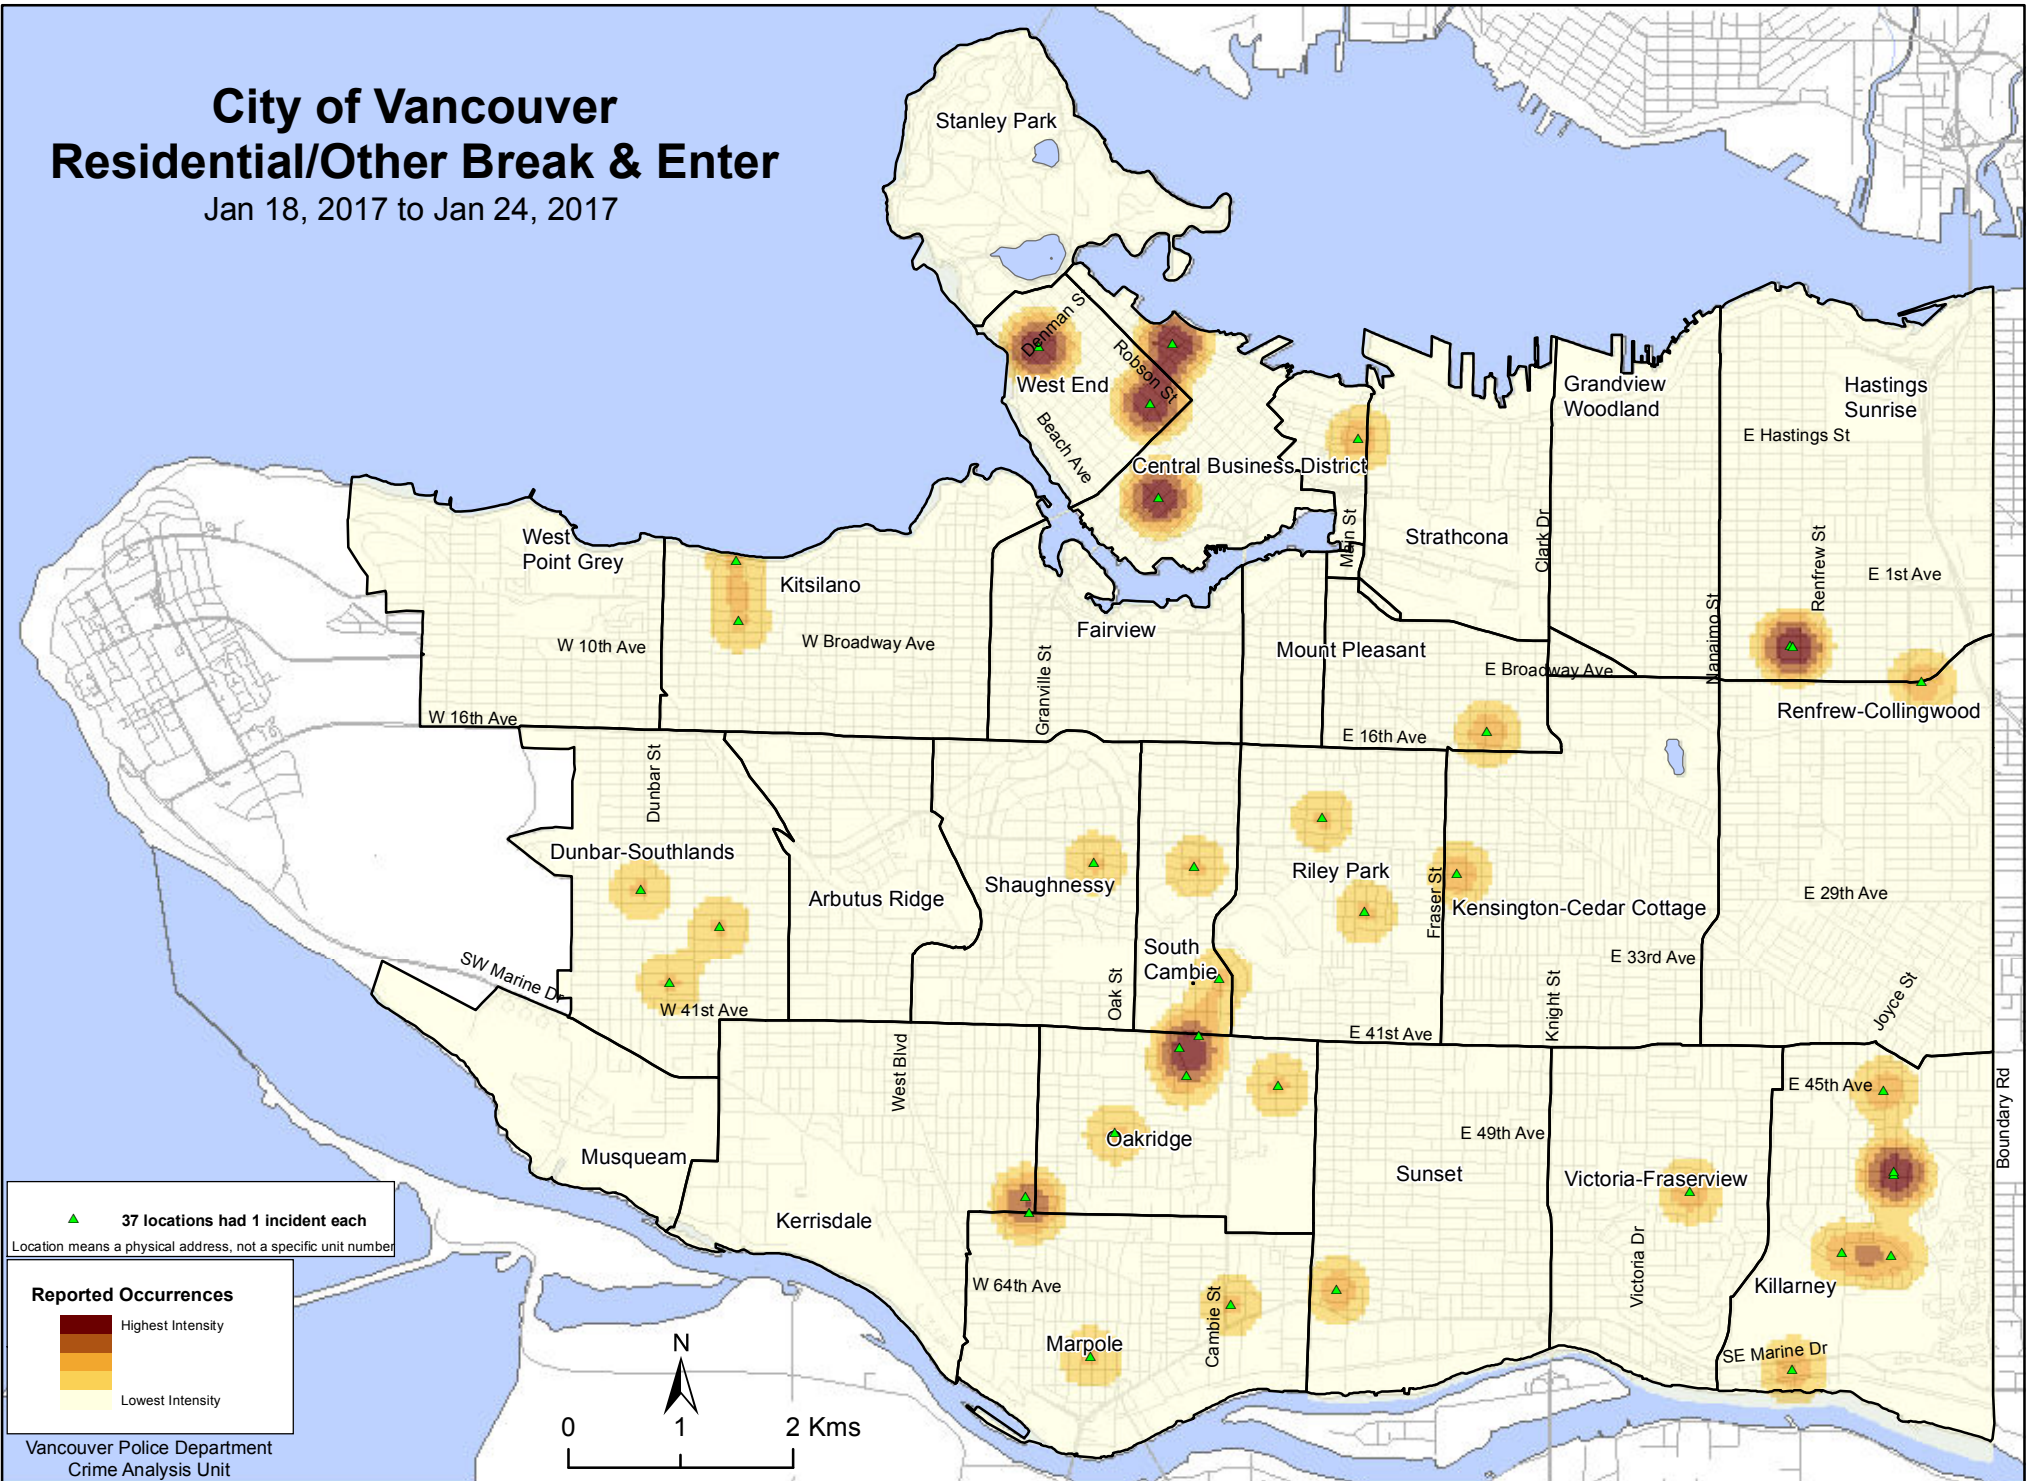 City of Vancouver
Residential/Other Break & Enter
Jan 18, 2017 to Jan 24, 2017
Stanley Park
Denman S
Robson St
West End
Beach Ave
Central Business District
Grandview
Woodland
Hastings
Sunrise
E Hastings St
Main St
Strathcona
Clark Dr
Nanaimo St
Renfrew St
E 1st Ave
West
Point Grey
Kitsilano
W 10th Ave
W Broadway Ave
Granville St
Fairview
Mount Pleasant
E Broadway Ave
W 16th Ave
E 16th Ave
Renfrew-Collingwood
Dunbar St
Dunbar-Southlands
Arbutus Ridge
Shaughnessy
Riley Park
Fraser St
Kensington-Cedar Cottage
E 29th Ave
South
Cambie
Oak St
E 33rd Ave
Knight St
Joyce St
SW Marine Dr
W 41st Ave
E 41st Ave
West Blvd
E 45th Ave
Boundary Rd
Oakridge
E 49th Ave
Musqueam
Sunset
Victoria-Fraserview
Kerrisdale
Victoria Dr
W 64th Ave
Cambie St
Killarney
Marpole
SE Marine Dr
37 locations had 1 incident each
Location means a physical address, not a specific unit number
Reported Occurrences
Highest Intensity
Lowest Intensity
N
0 1 2 Kms
Vancouver Police Department
Crime Analysis Unit